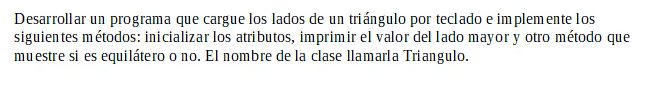 Desarrollar un programa que cargue los lados de un triángulo por teclado e implemente los
siguientes métodos: inicializar los atributos, imprimir el valor del lado mayor y otro método que
muestre si es equilátero o no. El nombre de la clase llamarla Triangulo.